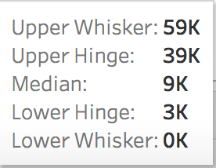 Upper Whisker: 59K
Upper Hinge: 39K
Median: 9K
Lower Hinge: 3K
Lower Whisker: 0K